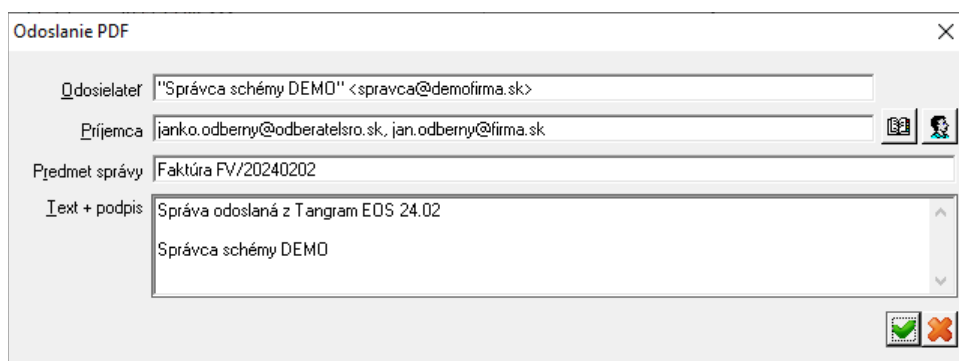 Odoslanie PDF
Odosielateľ "Správca schémy DEMO" <spravca@demofirma.sk>
Príjemca janko.odberny@odberatelsro.sk, jan.odberny@firma.sk
Predmet správy Faktúra FV/20240202
Text + podpis Správa odoslaná z Tangram EOS 24.02
Správca schémy DEMO